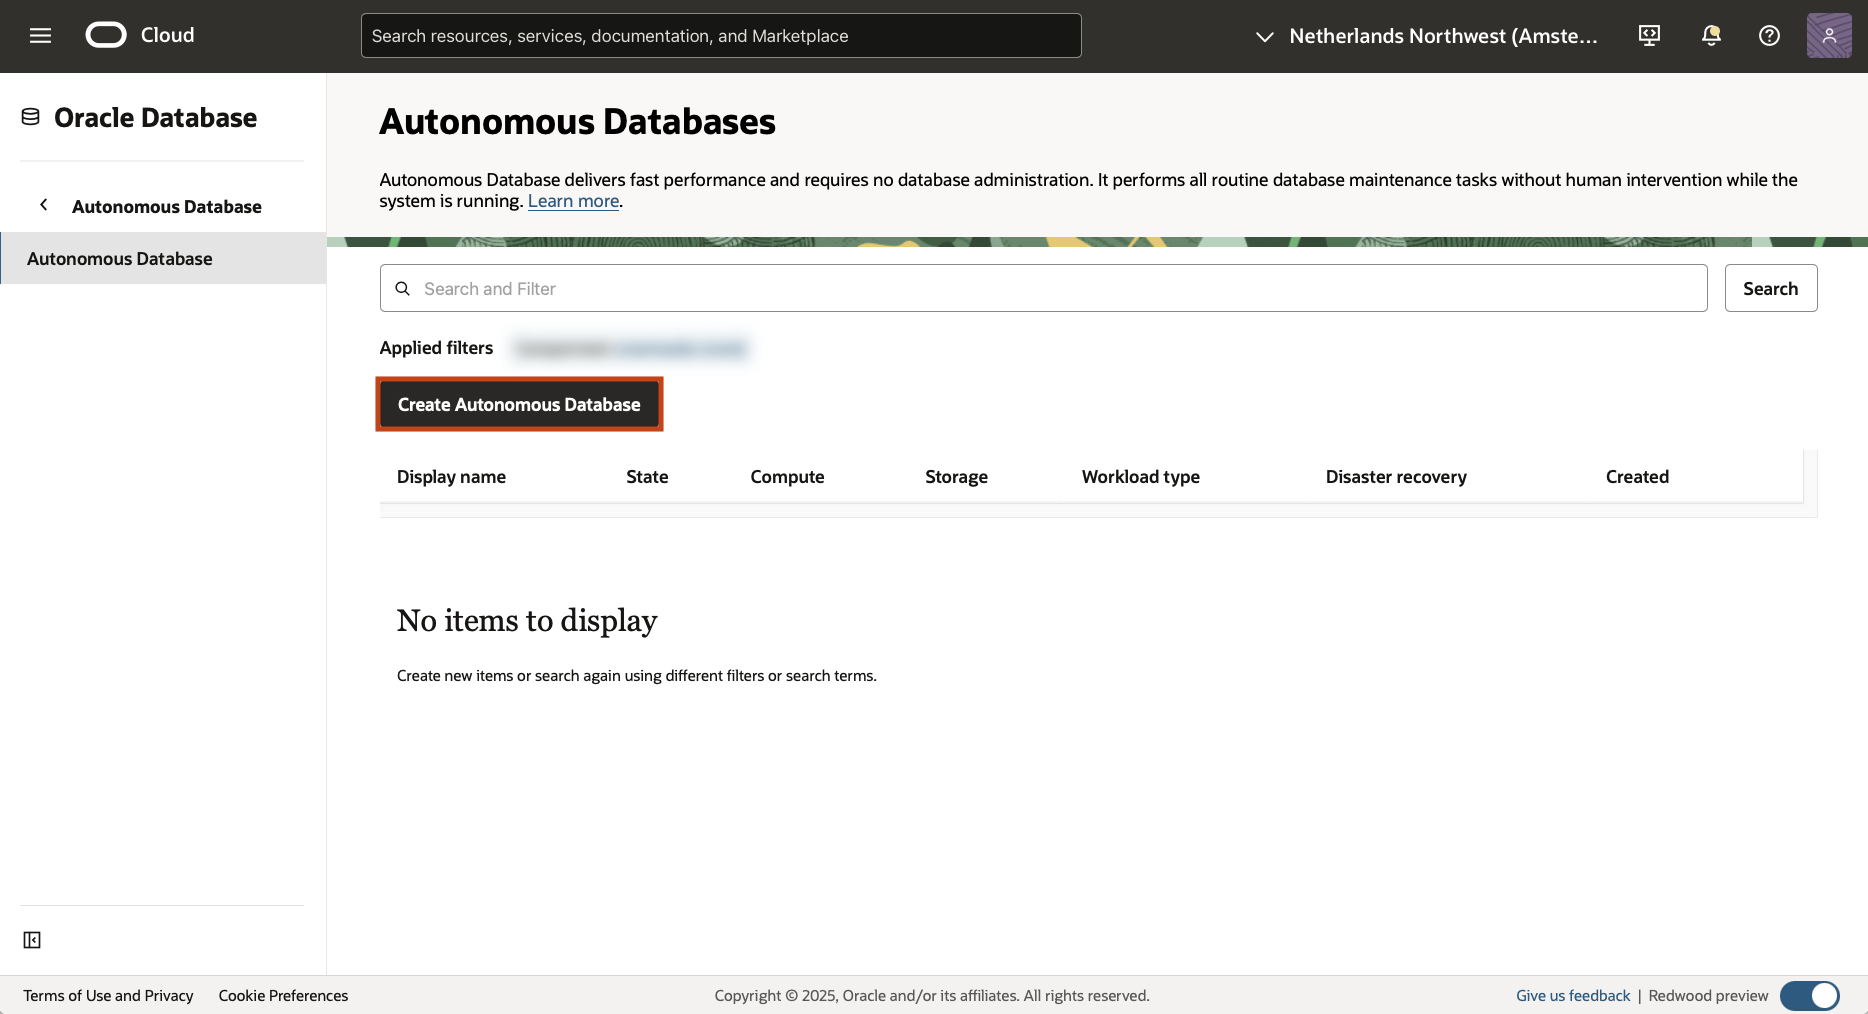 Cloud
Search resources, services, documentation, and Marketplace
Netherlands Northwest (Amste...
Oracle Database
Autonomous Database
Autonomous Database
Autonomous Databases
Autonomous Database delivers fast performance and requires no database administration. It performs all routine database maintenance tasks without human intervention while the
system is running. Learn more.
Search and Filter
Search
Applied filters
Create Autonomous Database
Display name State Compute Storage Workload type Disaster recovery Created
No items to display
Create new items or search again using different filters or search terms.
Terms of Use and Privacy Cookie Preferences Copyright © 2025, Oracle and/or its affiliates. All rights reserved. Give us feedback | Redwood preview